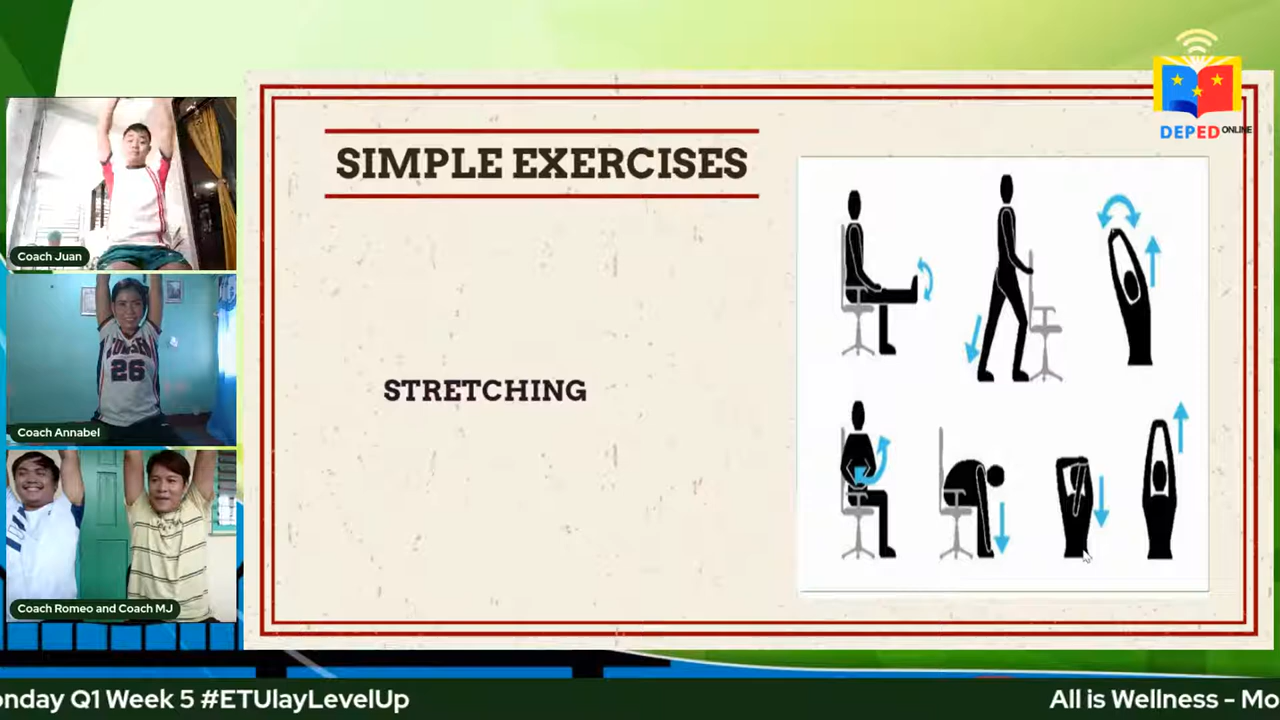 DEPED ONLINE
SIMPLE EXERCISES
STRETCHING
Coach Juan
26
Coach Annabel
Coach Romeo and Coach MJ
onday Q1 Week 5 #ETUlayLevelUp
All is Wellness - Mo